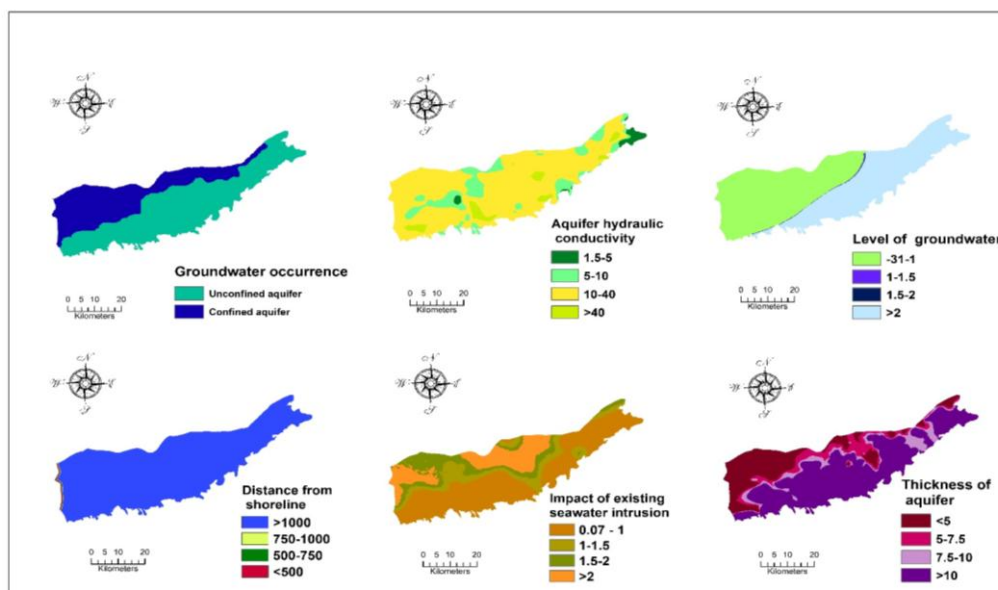 N
W
E
S
Groundwater occurrence
Unconfined aquifer
Confined aquifer
0 5 10 20
Kilometers
N
W
E
S
Aquifer hydraulic
conductivity
1.5-5
5-10
10-40
>40
0 5 10 20
Kilometers
N
W
E
S
Level of groundwater
-31-1
1-1.5
1.5-2
>2
0 5 10 20
Kilometers
N
W
E
S
Distance from
shoreline
>1000
750-1000
500-750
<500
0 5 10 20
Kilometers
N
W
E
S
Impact of existing
seawater intrusion
0.07 - 1
1-1.5
1.5-2
>2
0 5 10 20
Kilometers
N
W
E
S
Thickness of
aquifer
<5
5-7.5
7.5-10
>10
0 5 10 20
Kilometers